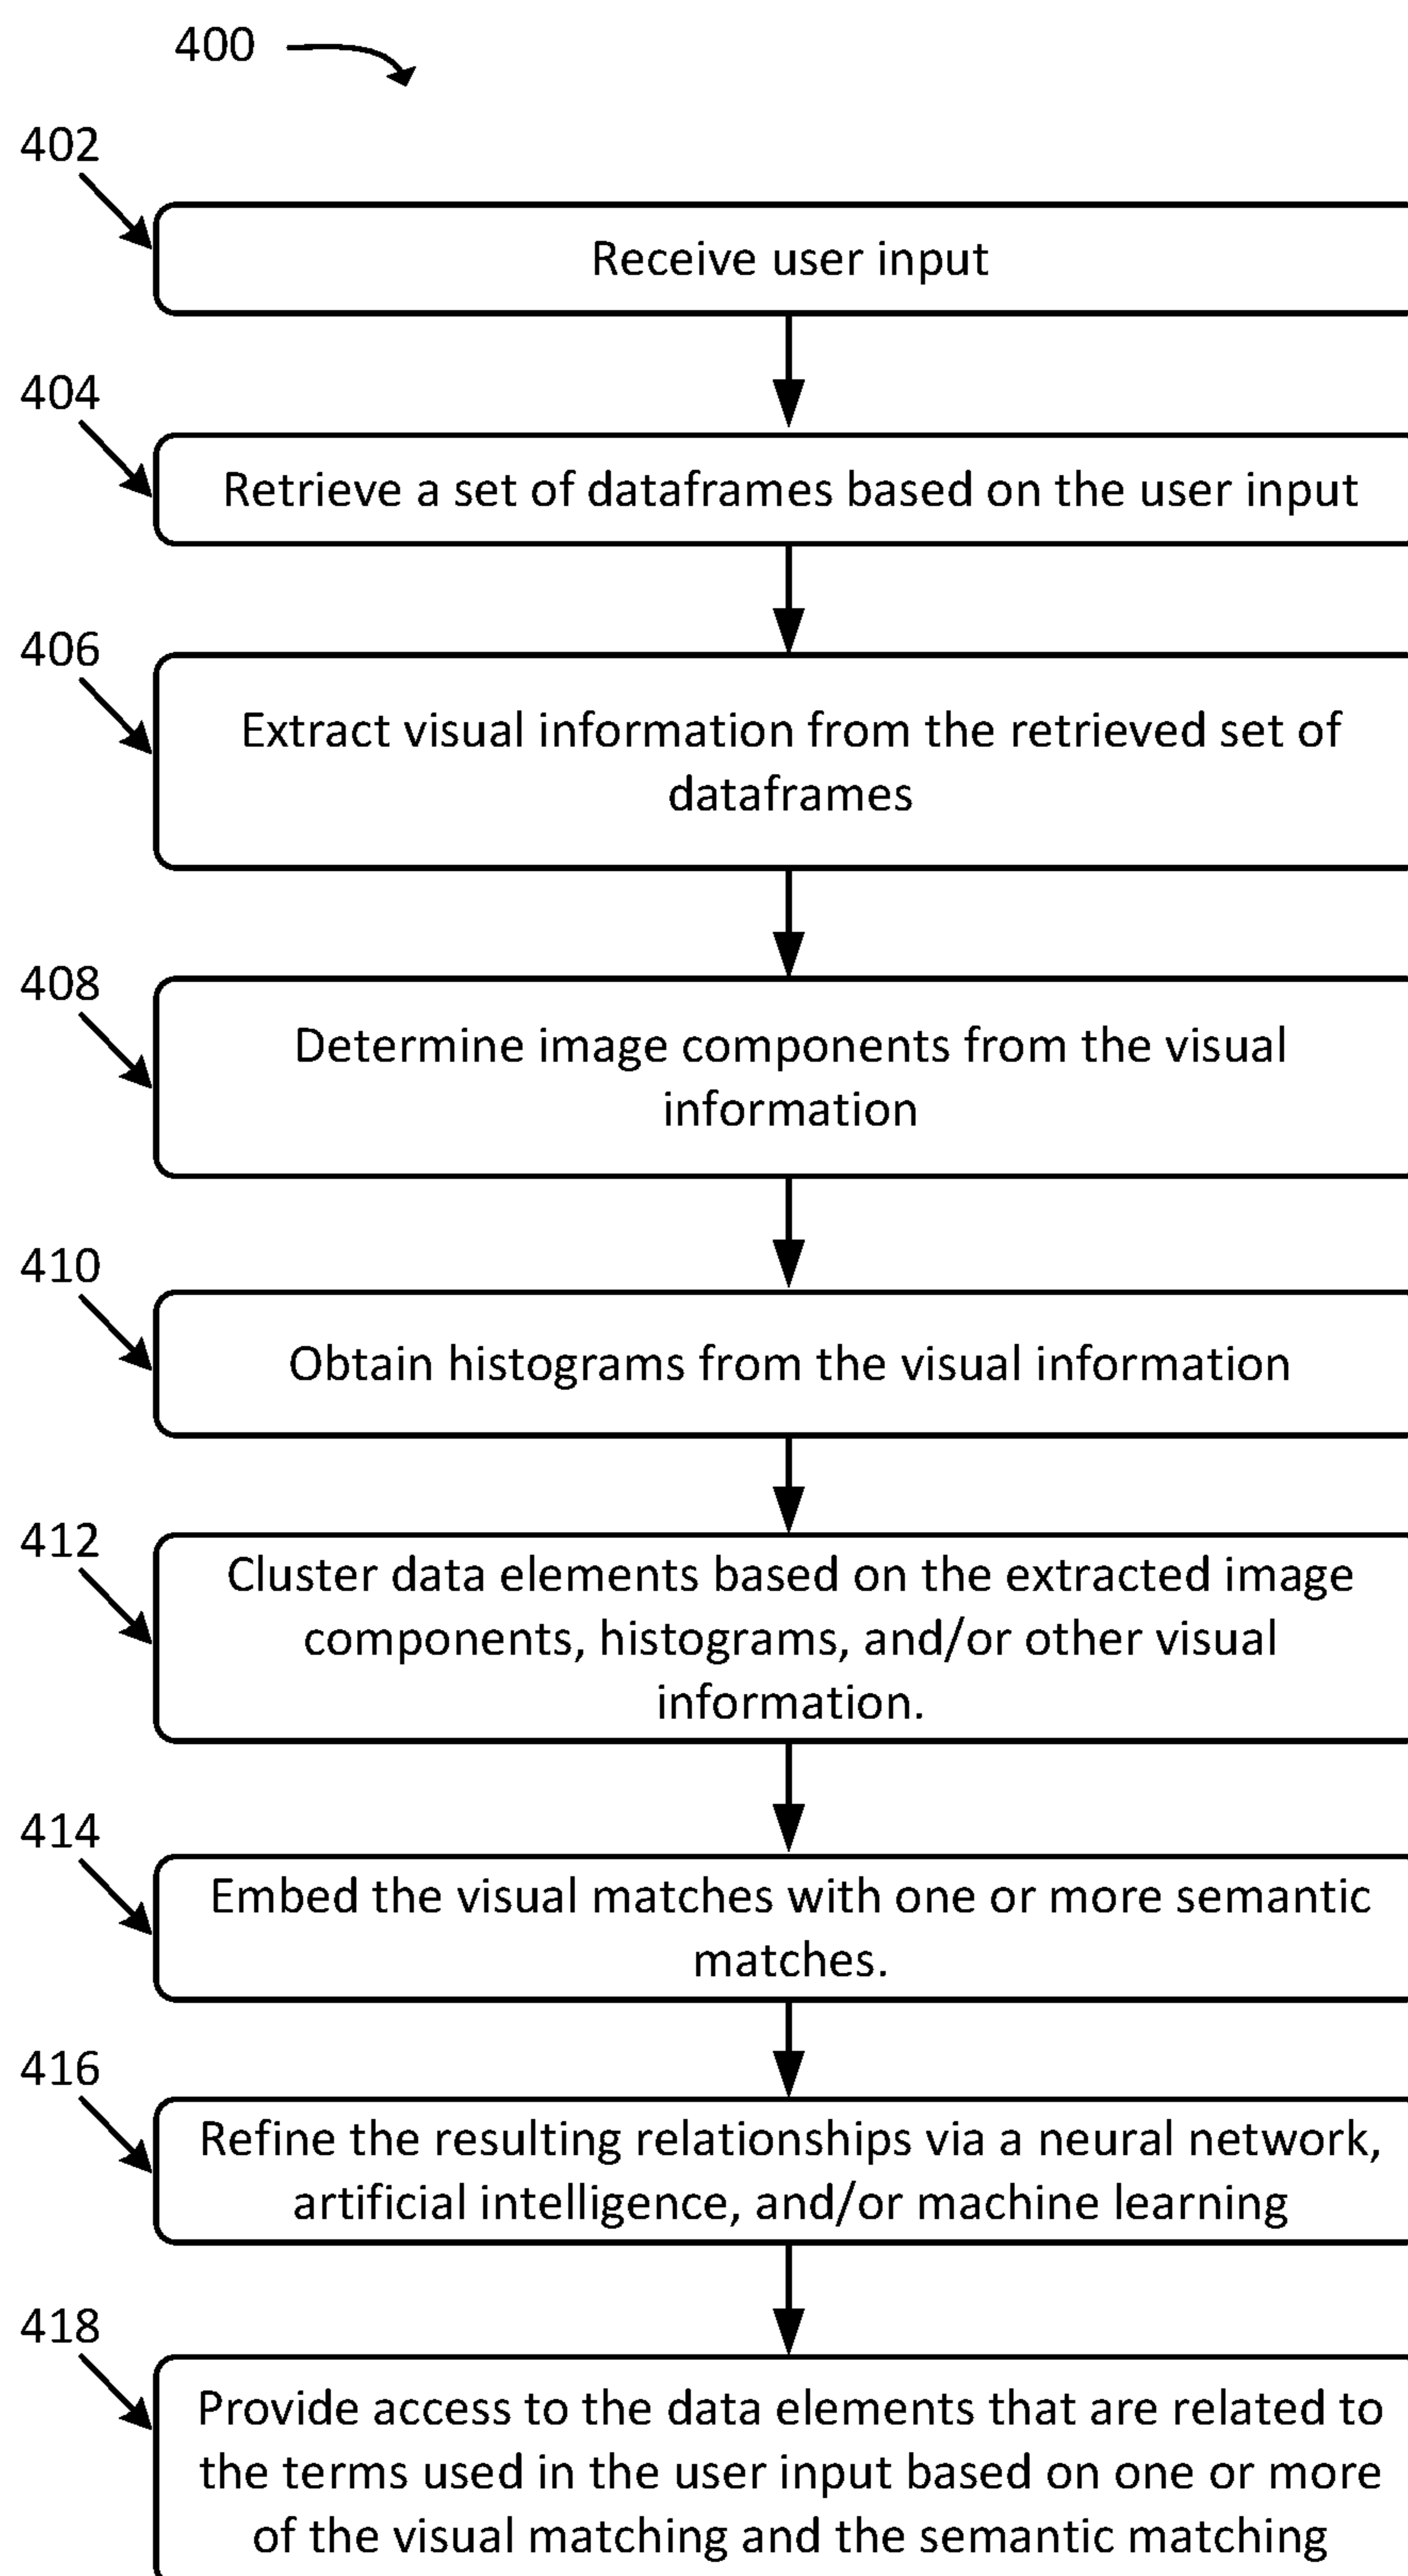 400
402
Receive user input
404
Retrieve a set of dataframes based on the user input
406
Extract visual information from the retrieved set of
dataframes
408
Determine image components from the visual
information
410
Obtain histograms from the visual information
412
Cluster data elements based on the extracted image
components, histograms, and/or other visual
information.
414
Embed the visual matches with one or more semantic
matches.
416
Refine the resulting relationships via a neural network,
artificial intelligence, and/or machine learning
418
Provide access to the data elements that are related to
the terms used in the user input based on one or more
of the visual matching and the semantic matching